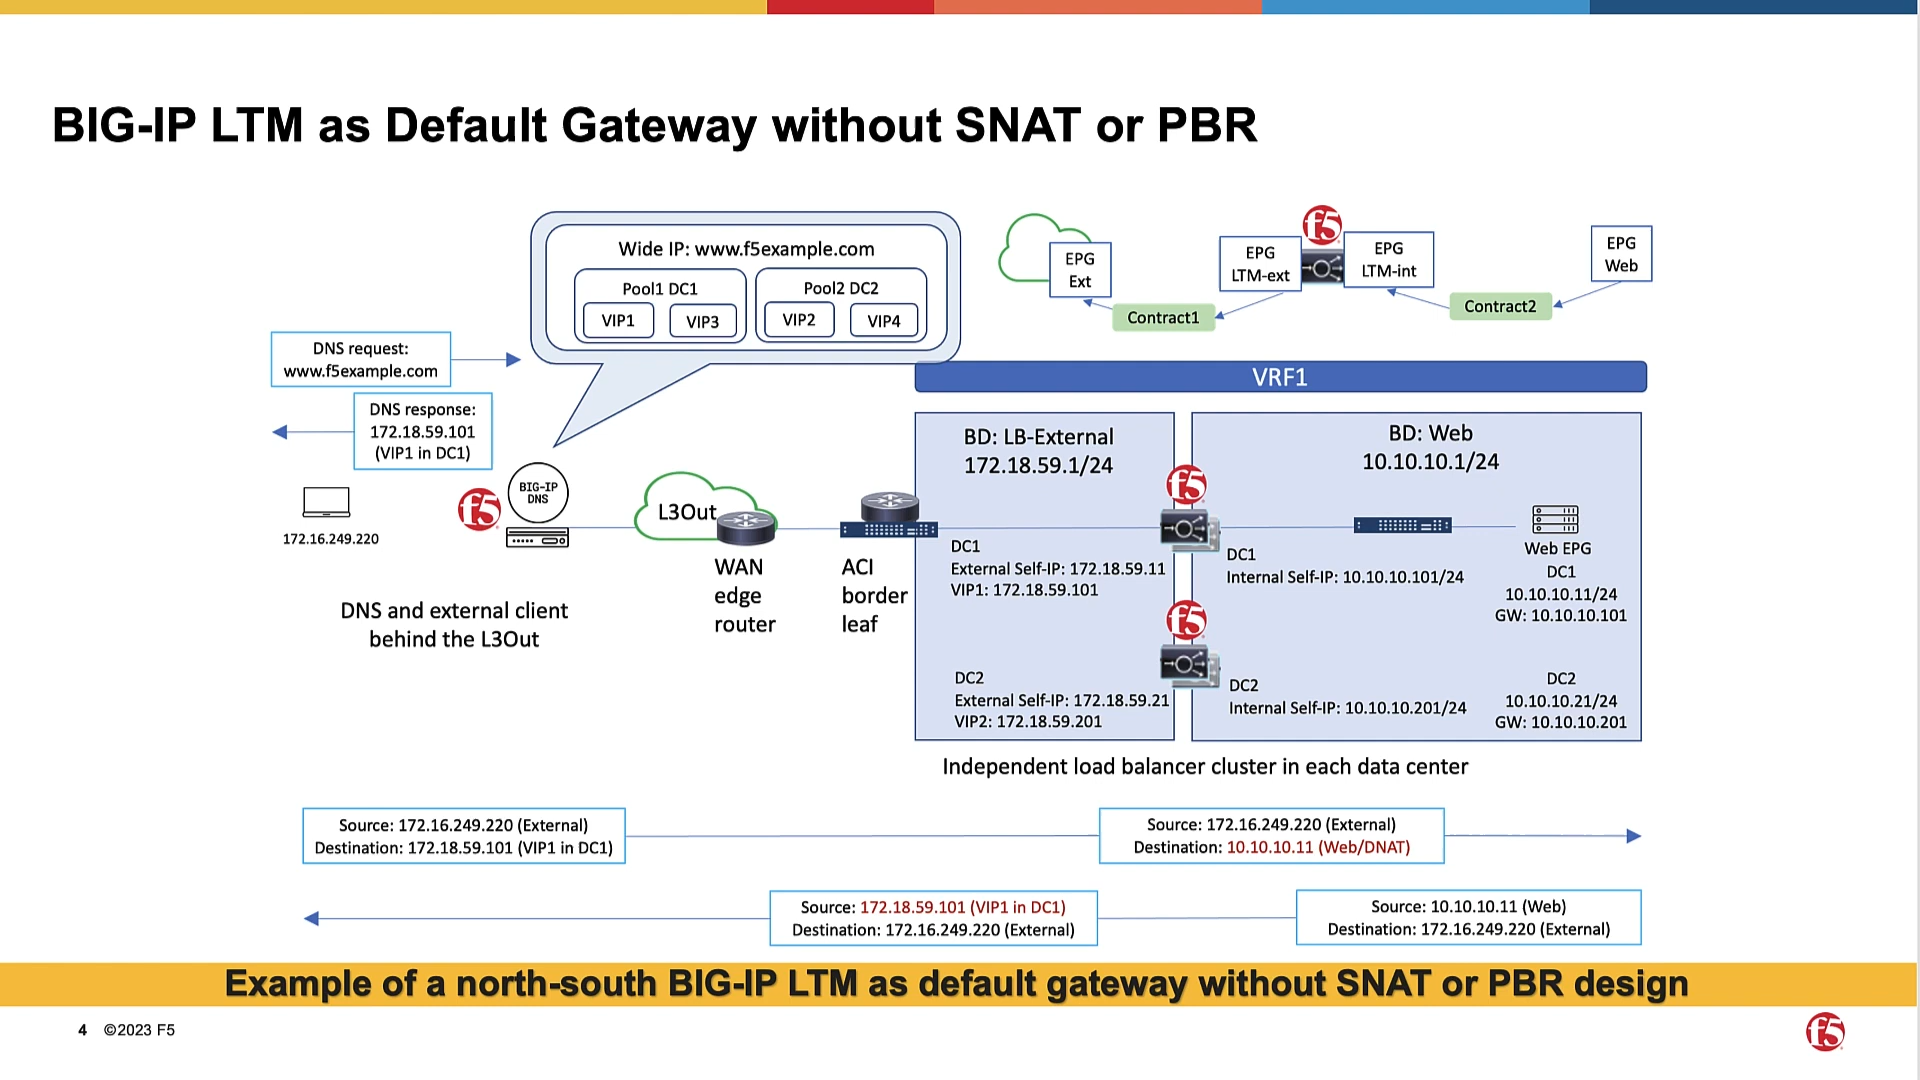 BIG-IP LTM as Default Gateway without SNAT or PBR
Wide IP: www.f5example.com
Pool1 DC1
VIP1
VIP3
Pool2 DC2
VIP2
VIP4
f5
EPG
Ext
EPG
LTM-ext
EPG
LTM-int
EPG
Web
Contract1
Contract2
DNS request:
www.f5example.com
DNS response:
172.18.59.101
(VIP1 in DC1)
VRF1
BD: LB-External
172.18.59.1/24
BD: Web
10.10.10.1/24
172.16.249.220
f5
BIG-IP
DNS
L3Out
WAN
edge
router
ACI
border
leaf
DNS and external client
behind the L3Out
f5
DC1
External Self-IP: 172.18.59.11
VIP1: 172.18.59.101
DC1
Internal Self-IP: 10.10.10.101/24
Web EPG
DC1
10.10.10.11/24
GW: 10.10.10.101
f5
DC2
External Self-IP: 172.18.59.21
VIP2: 172.18.59.201
DC2
Internal Self-IP: 10.10.10.201/24
DC2
10.10.10.21/24
GW: 10.10.10.201
Independent load balancer cluster in each data center
Source: 172.16.249.220 (External)
Destination: 172.18.59.101 (VIP1 in DC1)
Source: 172.16.249.220 (External)
Destination: 10.10.10.11 (Web/DNAT)
Source: 172.18.59.101 (VIP1 in DC1)
Destination: 172.16.249.220 (External)
Source: 10.10.10.11 (Web)
Destination: 172.16.249.220 (External)
Example of a north-south BIG-IP LTM as default gateway without SNAT or PBR design
4 ©2023 F5
f5